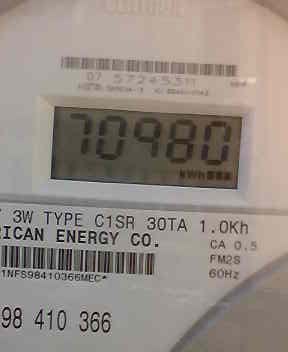 07 57245311
70980
kWh
3W TYPE C1SR 30TA 1.0Kh
RICAN ENERGY CO.
CA 0.5
FM2S
60Hz
1NFS98410366MEC*
98 410 366